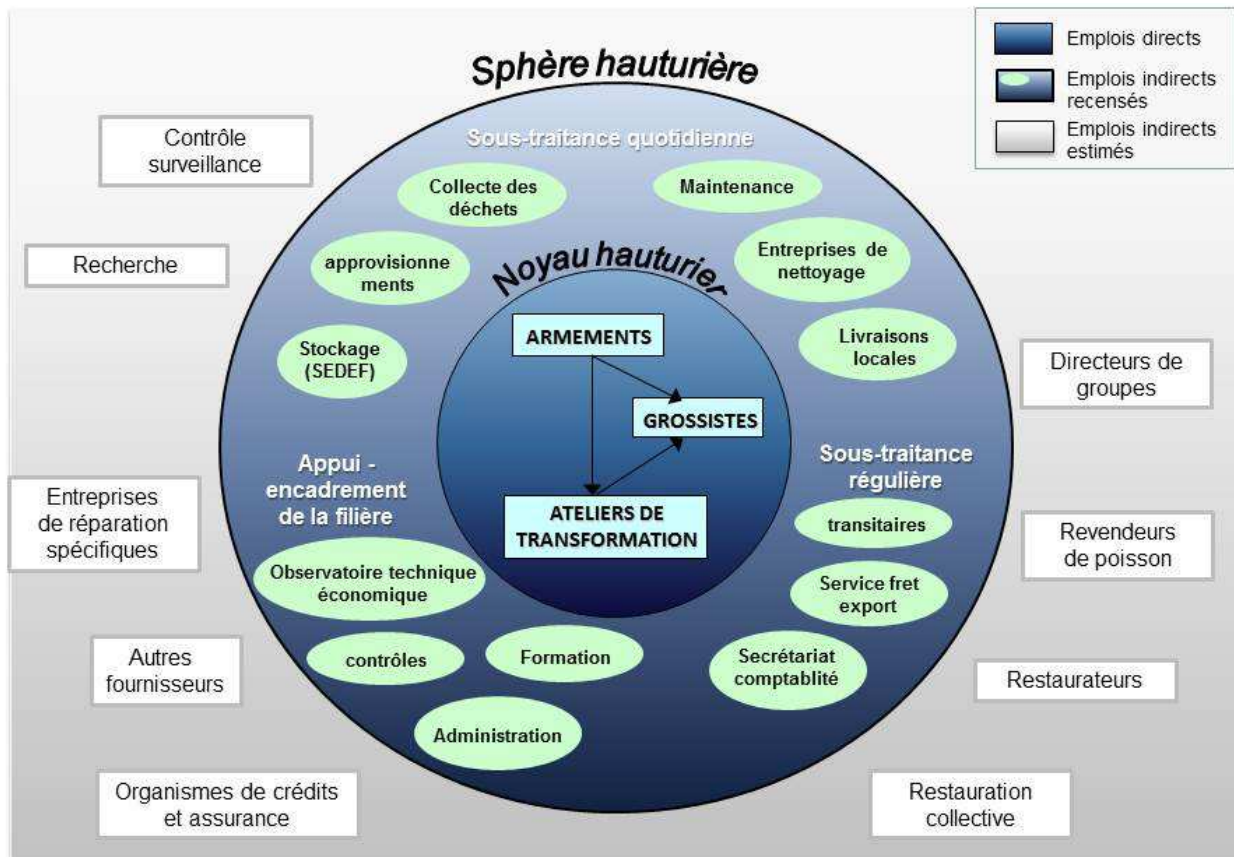 Emplois directs
Emplois indirects
recensés
Emplois indirects
estimés
Sphère hauturière
Sous-traitance quotidienne
Contrôle
surveillance
Collecte des
déchets
Maintenance
Recherche
approvisionne
ments
Noyau hauturier
Entreprises de
nettoyage
ARMEMENTS
Stockage
(SEDEF)
Livraisons
locales
Directeurs de
groupes
GROSSISTES
Appui -
encadrement
de la filière
Sous-traitance
régulière
Entreprises
de réparation
spécifiques
ATELIERS DE
TRANSFORMATION
transitaires
Revendeurs
de poisson
Observatoire technique
économique
Service fret
export
Autres
fournisseurs
contrôles
Formation
Secrétariat
comptablité
Restaurateurs
Administration
Organismes de crédits
et assurance
Restauration
collective